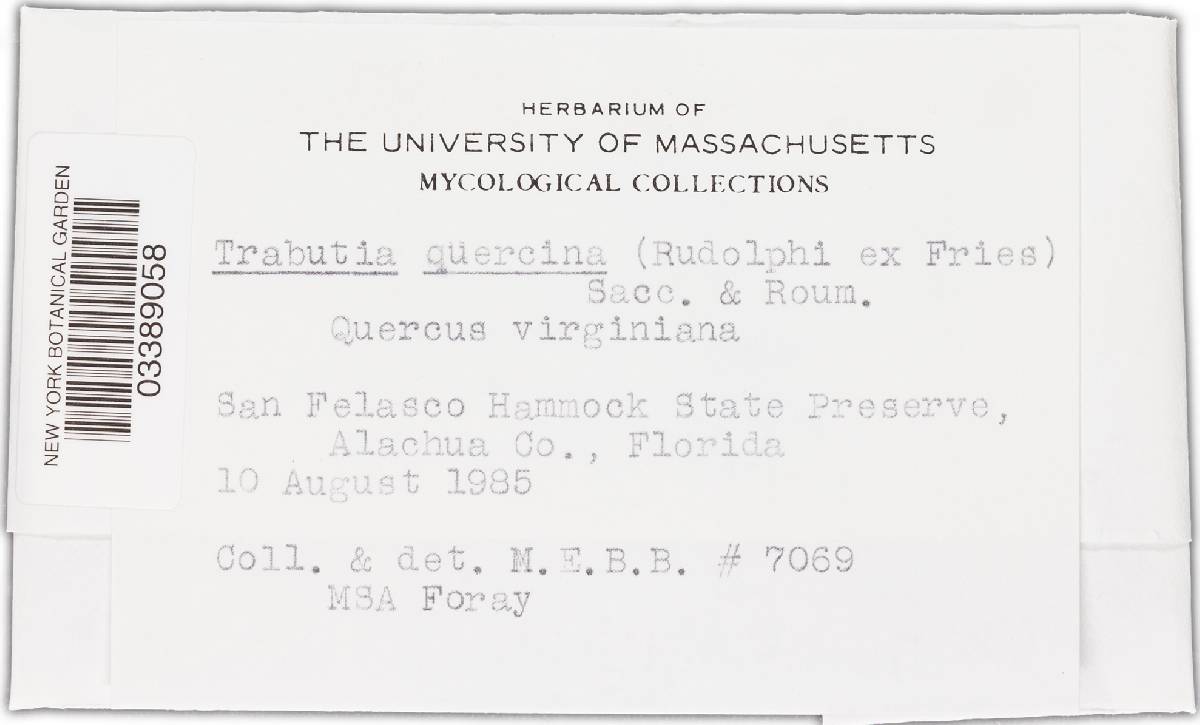 HERBARIUM OF
THE UNIVERSITY OF MASSACHUSETTS
MYCOLOGICAL COLLECTIONS
Trabutia quercina (Rudolphi ex Fries)
Sacc. & Roum.
Quercus virginiana
San Felasco Hammock State Preserve,
Alachua Co., Florida
10 August 1985
Coll. & det. M.E.B.B. # 7069
MSA Foray
NEW YORK BOTANICAL GARDEN
03389058